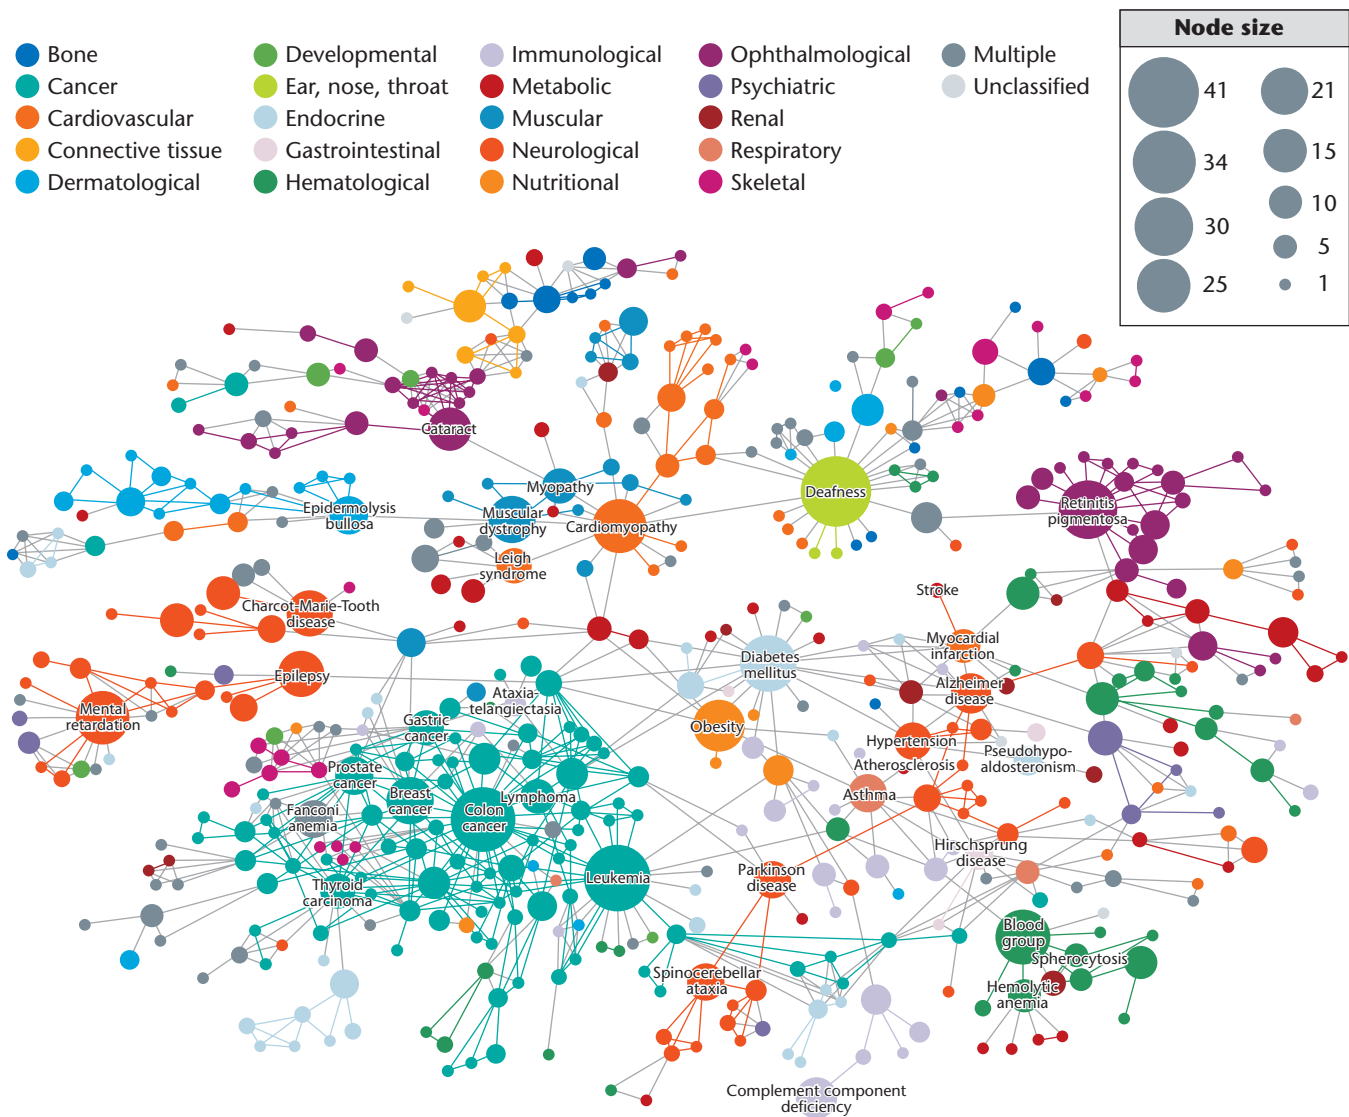 Bone
Cancer
Cardiovascular
Connective tissue
Dermatological
Developmental
Ear, nose, throat
Endocrine
Gastrointestinal
Hematological
Immunological
Metabolic
Muscular
Neurological
Nutritional
Ophthalmological
Psychiatric
Renal
Respiratory
Skeletal
Multiple
Unclassified
Node size
41
34
30
25
21
15
10
5
1
Cataract
Myopathy
Muscular
dystrophy
Cardiomyopathy
Leigh
syndrome
Epidermolysis
bullosa
Deafness
Retinitis
pigmentosa
Charcot-Marie-Tooth
disease
Epilepsy
Mental
retardation
Stroke
Myocardial
infarction
Diabetes
mellitus
Alzheimer
disease
Ataxia-
telangiectasia
Gastric
cancer
Obesity
Hypertension
Atherosclerosis
Pseudohypo-
aldosteronism
Prostate
cancer
Breast
cancer
Lymphoma
Colon
cancer
Fanconi
anemia
Asthma
Hirschsprung
disease
Thyroid
carcinoma
Leukemia
Parkinson
disease
Blood
group
Spherocytosis
Spinocerebellar
ataxia
Hemolytic
anemia
Complement component
deficiency